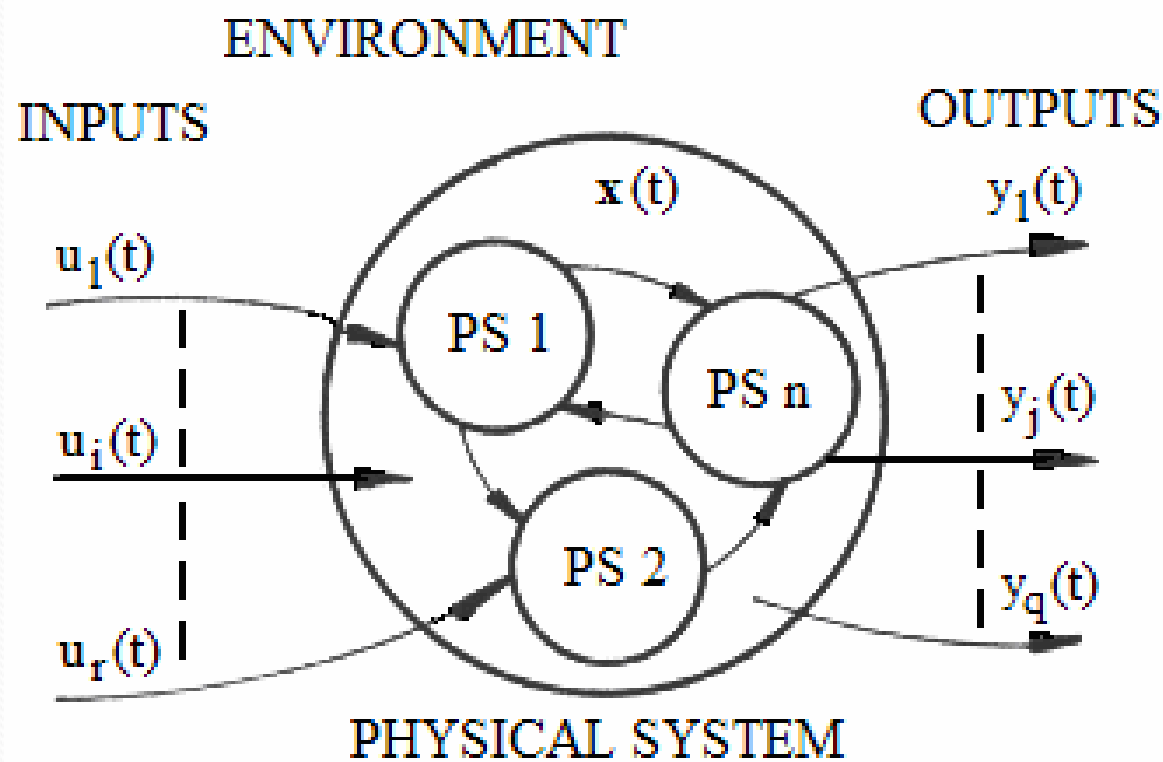 ENVIRONMENT
INPUTS
OUTPUTS
x(t)
y1(t)
u1(t)
PS 1
PS n
yj(t)
ui(t)
PS 2
yq(t)
ur(t)
PHYSICAL SYSTEM